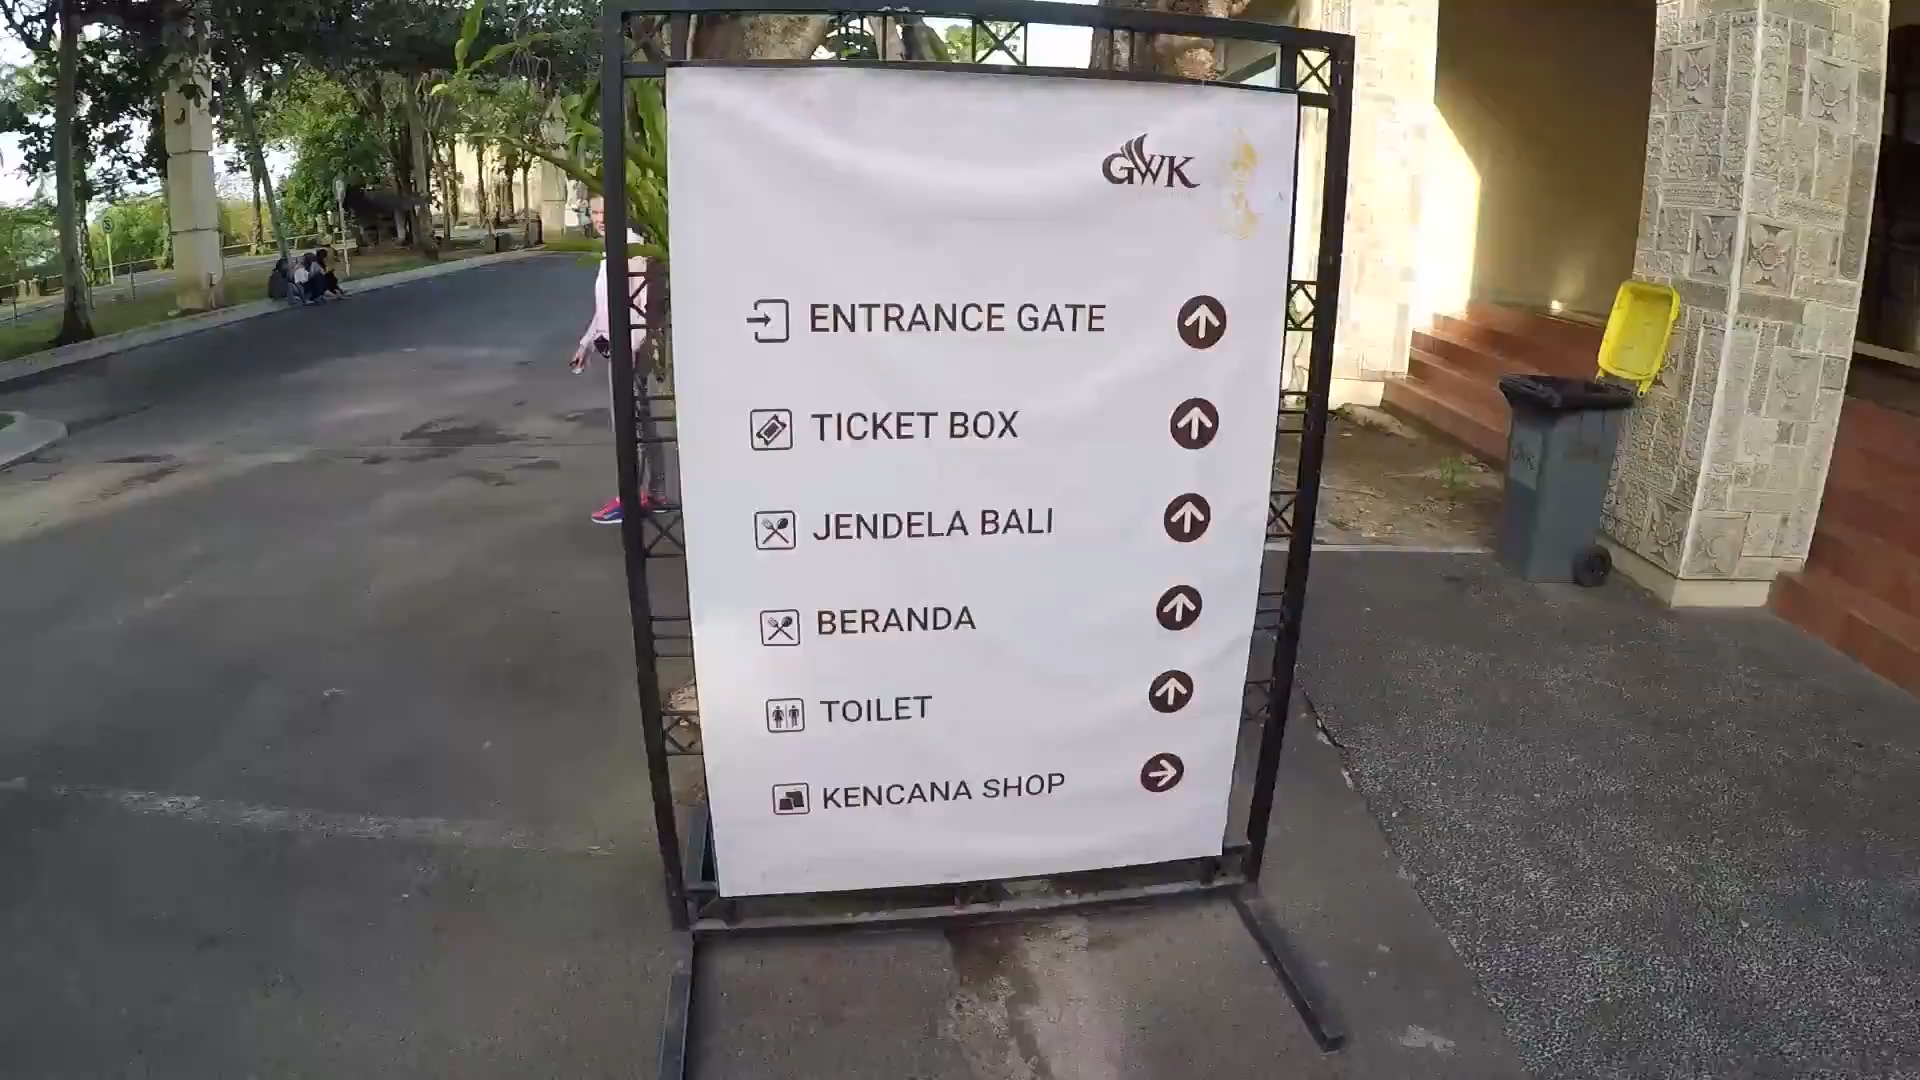 GWK
ENTRANCE GATE
TICKET BOX
JENDELA BALI
BERANDA
TOILET
KENCANA SHOP